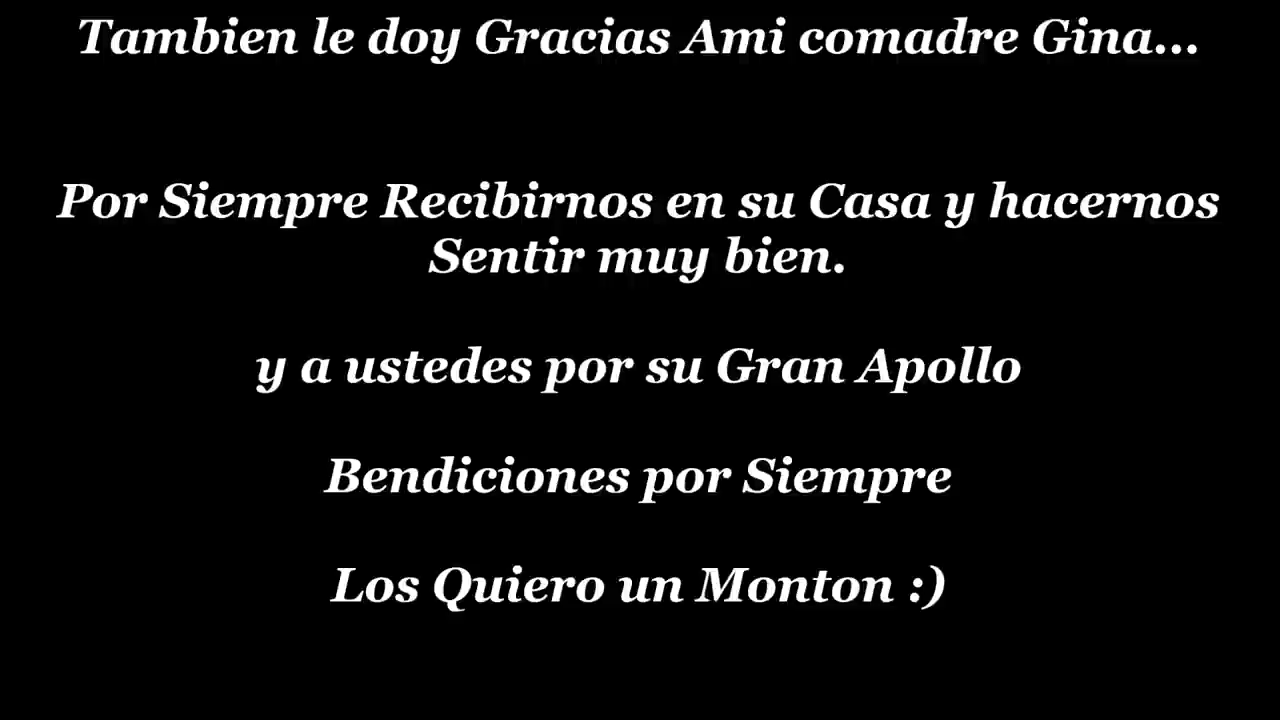 Tambien le doy Gracias Ami comadre Gina...
Por Siempre Recibirnos en su Casa y hacernos
Sentir muy bien.
y a ustedes por su Gran Apollo
Bendiciones por Siempre
Los Quiero un Monton :)